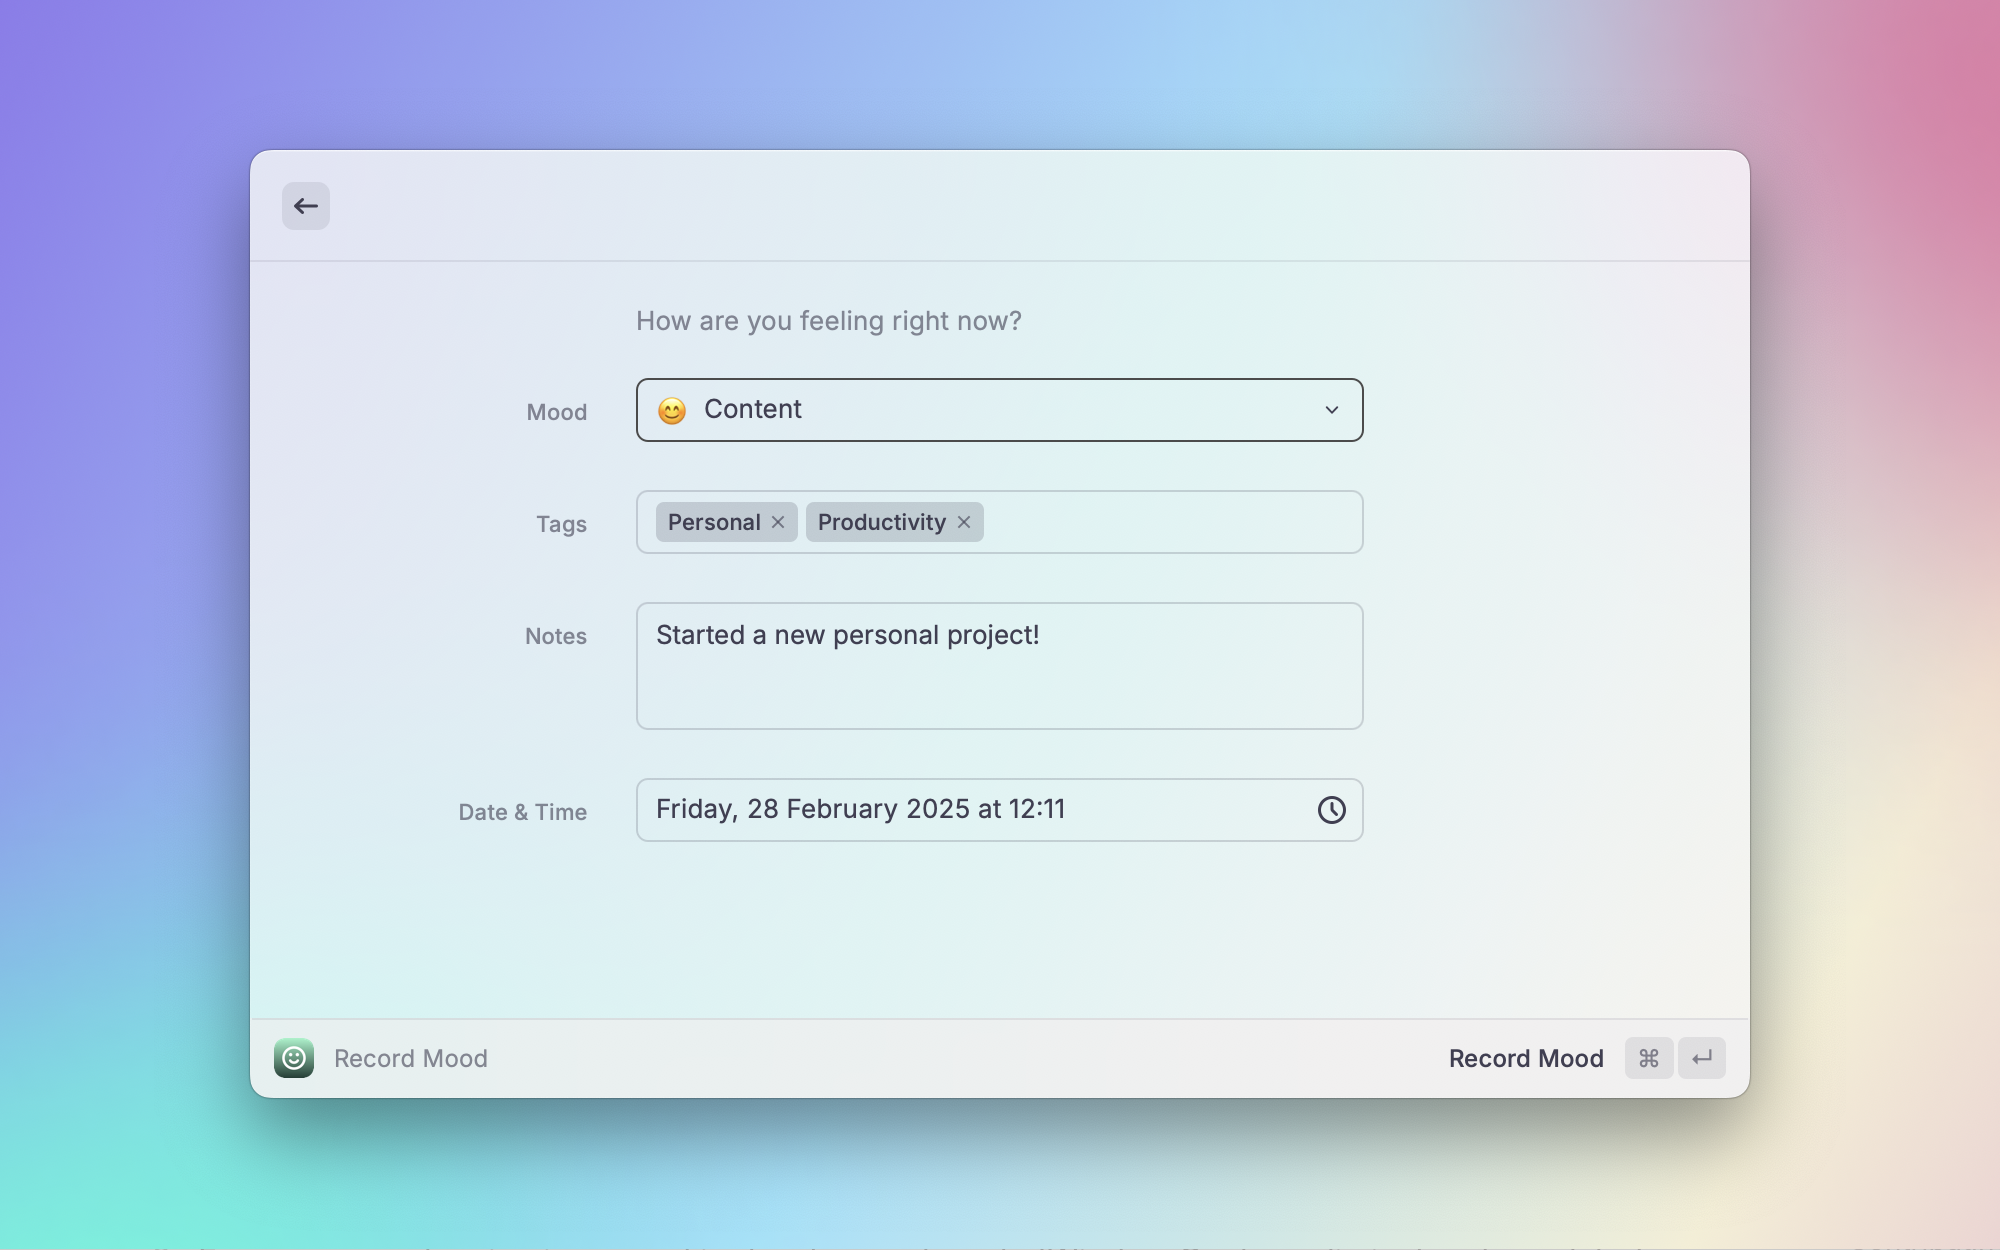 How are you feeling right now?
Mood
Content
Tags
Personal Productivity
Notes
Started a new personal project!
Date & Time
Friday, 28 February 2025 at 12:11
Record Mood
Record Mood